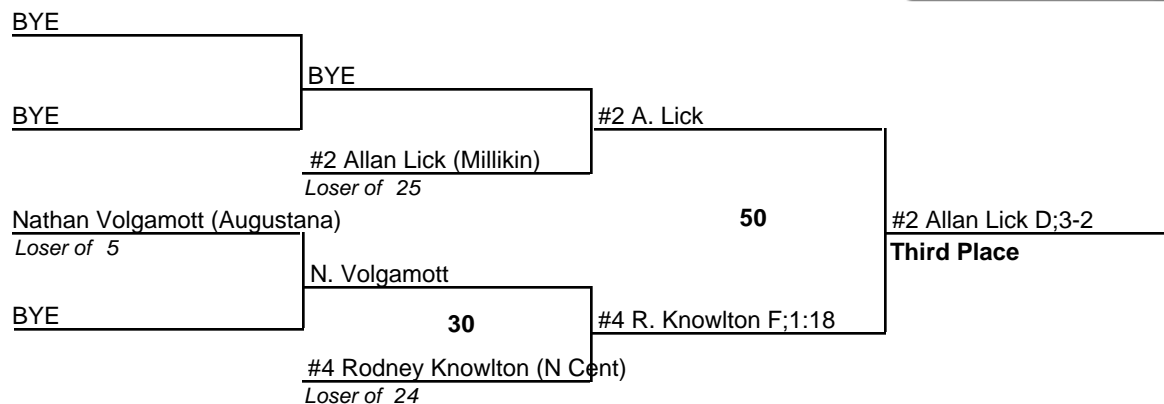 BYE
BYE
BYE
#2 A. Lick
#2 Allan Lick (Millikin)
Loser of 25
Nathan Volgamott (Augustana)
Loser of 5
50
#2 Allan Lick D;3-2
Third Place
N. Volgamott
BYE
30
#4 R. Knowlton F;1:18
#4 Rodney Knowlton (N Cent)
Loser of 24